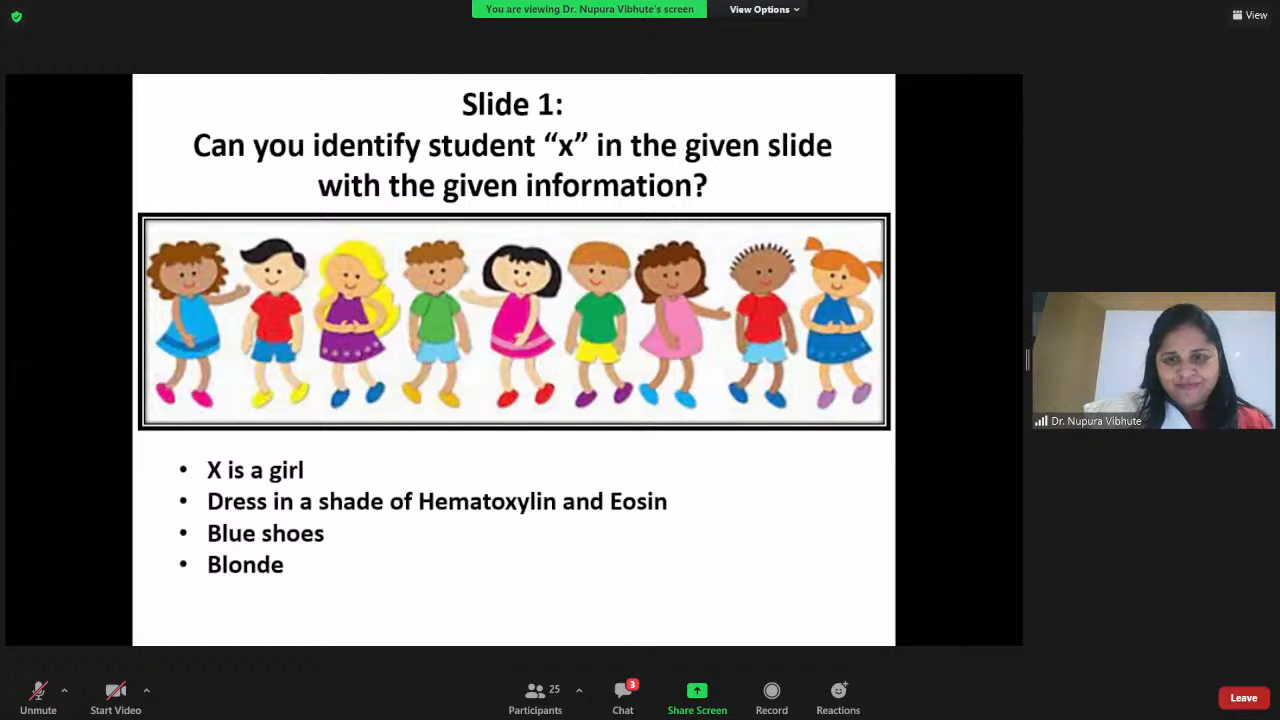 You are viewing Dr. Nupura Vibhute's screen
View Options
View
Slide 1:
Can you identify student “x” in the given slide
with the given information?
• X is a girl
• Dress in a shade of Hematoxylin and Eosin
• Blue shoes
• Blonde
Dr. Nupura Vibhute
Unmute
Start Video
25
Participants
3
Chat
Share Screen
Record
Reactions
Leave